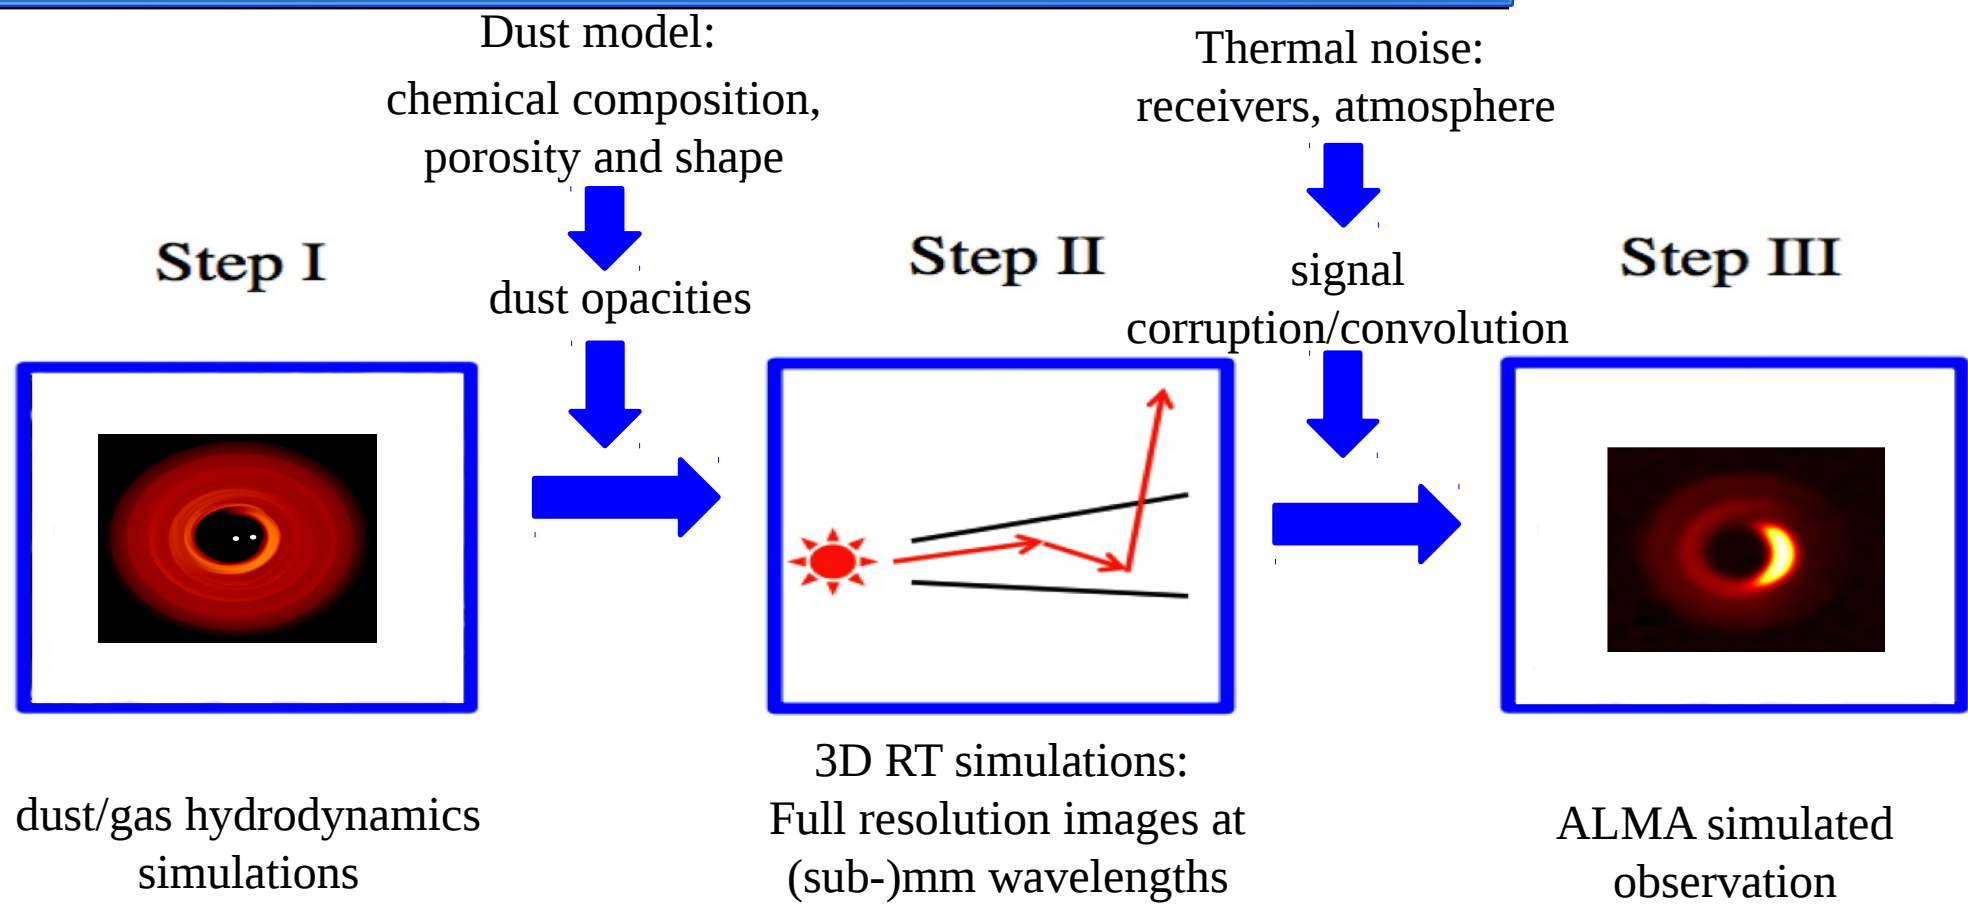 Dust model:
chemical composition,
porosity and shape
Thermal noise:
receivers, atmosphere
Step I
dust opacities
Step II
signal
corruption/convolution
Step III
dust/gas hydrodynamics
simulations
3D RT simulations:
Full resolution images at
(sub-)mm wavelengths
ALMA simulated
observation